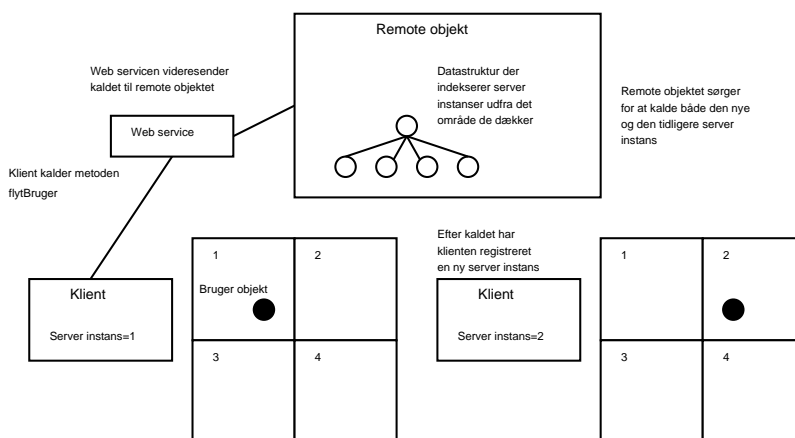 Remote objekt
Web servicen videresender
kaldet til remote objektet
Datastruktur der
indekserer server
instanser udfra det
område de dækker
Remote objektet sørger
for at kalde både den nye
og den tidligere server
instans
Web service
Klient kalder metoden
flytBruger
Efter kaldet har
klienten registreret
en ny server instans
Klient
Server instans=1
1
2
Bruger objekt
3
4
Klient
Server instans=2
1
2
3
4